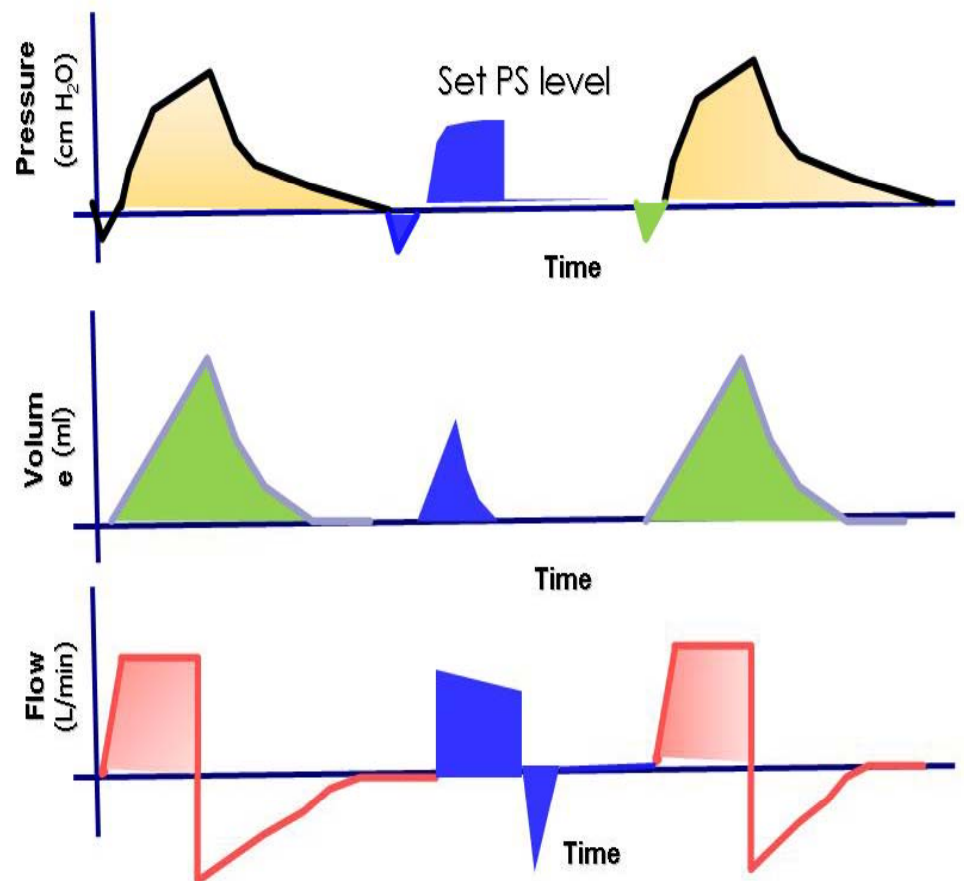 Pressure
(cm H₂O)
Set PS level
Time
Volum
e (ml)
Time
Flow
(L/min)
Time